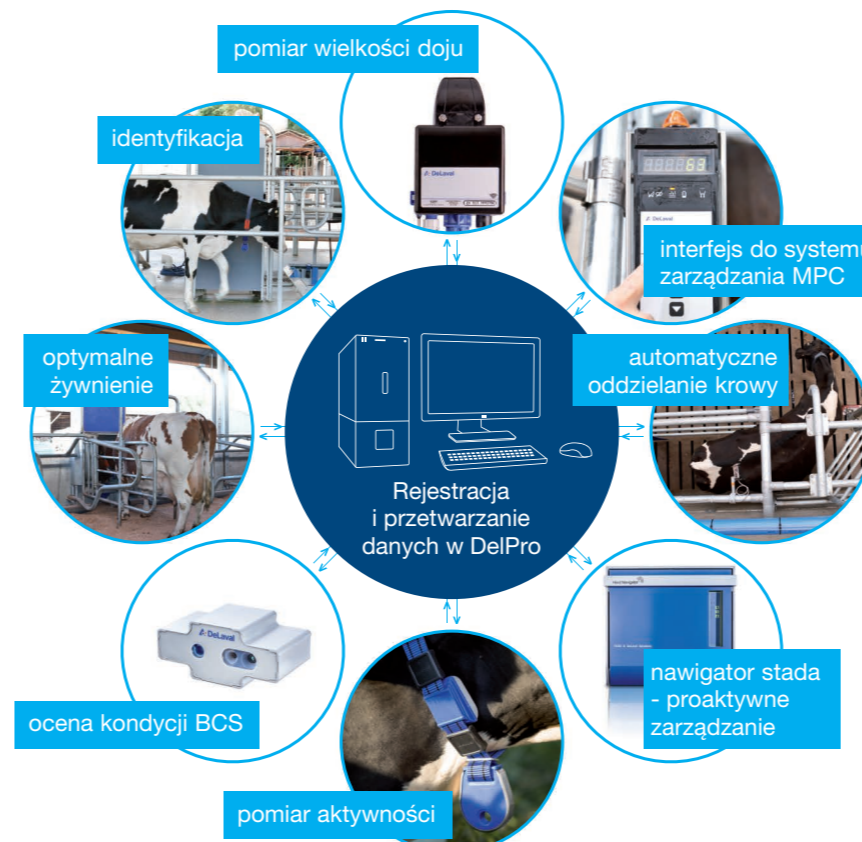 pomiar wielkości doju
identyfikacja
DeLaval
DeLaval
interfejs do systemu
zarządzania MPC
optymalne
żywnienie
automatyczne
oddzielanie krowy
Rejestracja
i przetwarzanie
danych w DelPro
DeLaval
ocena kondycji BCS
nawigator stada
- proaktywne
zarządzanie
pomiar aktywności